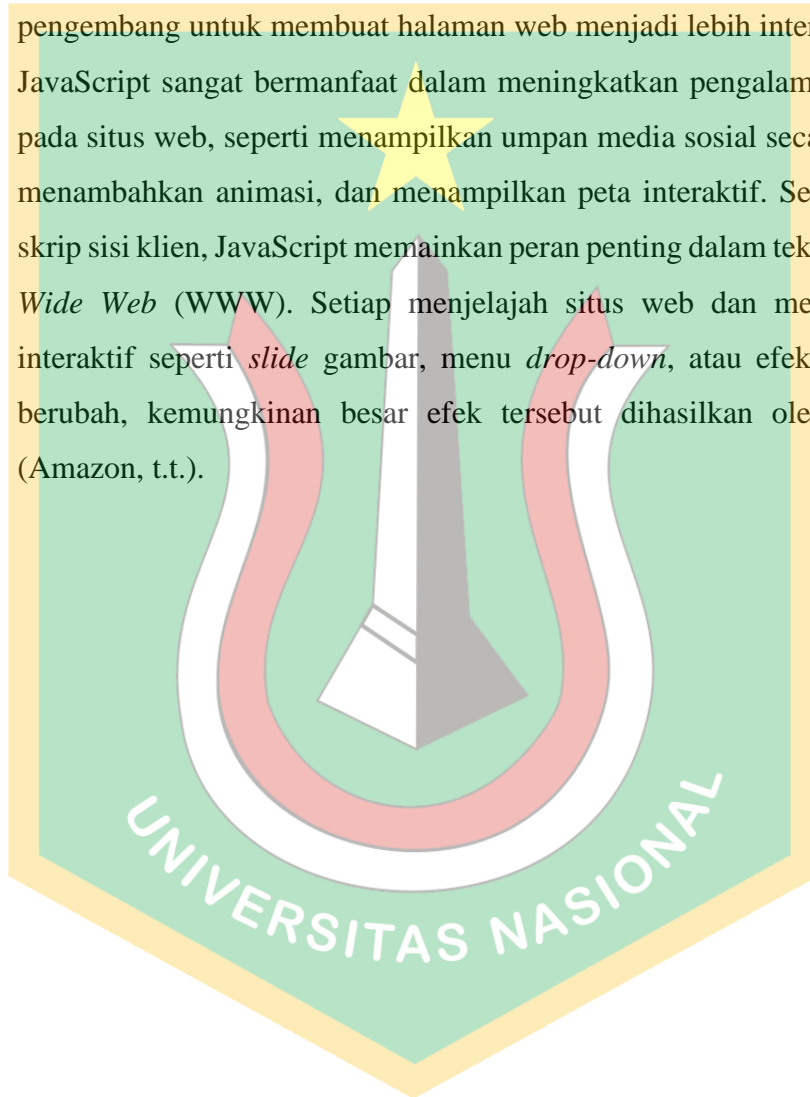 pengembang untuk membuat halaman web menjadi lebih inter
JavaScript sangat bermanfaat dalam meningkatkan pengalam
pada situs web, seperti menampilkan umpan media sosial seca
menambahkan animasi, dan menampilkan peta interaktif. Se
skrip sisi klien, JavaScript memainkan peran penting dalam tek
Wide Web (WWW). Setiap menjelajah situs web dan me
interaktif seperti slide gambar, menu drop-down, atau efek
berubah, kemungkinan besar efek tersebut dihasilkan ole
(Amazon, t.t.).
UNIVERSITAS NASIONAL